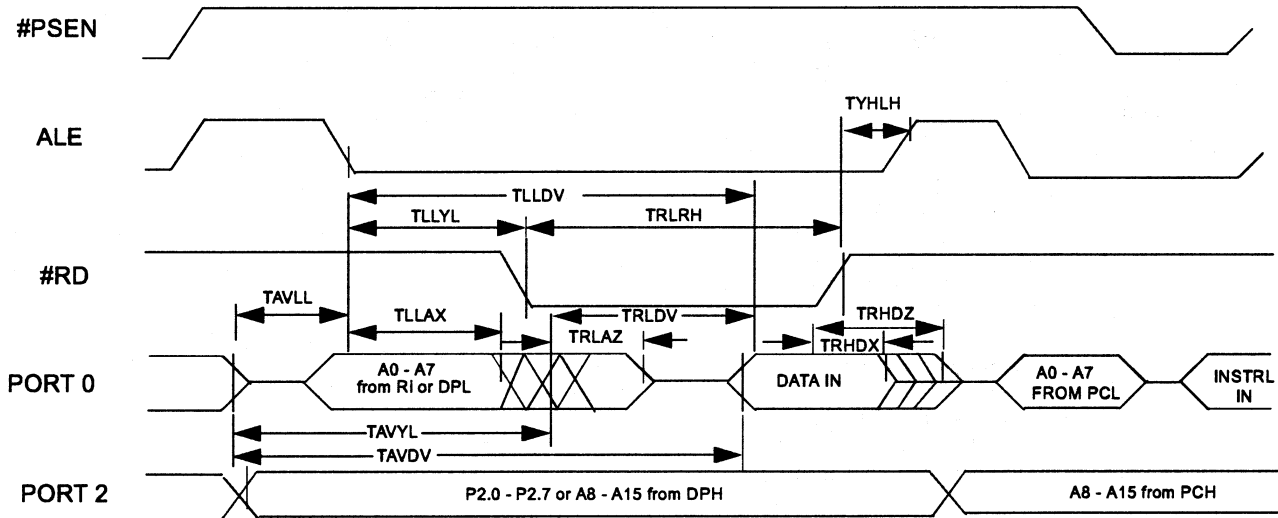 #PSEN
TYHLH
ALE
TLLDV
TLLYL
TRLRH
#RD
TAVLL
TLLAX
TRLDV
TRHDZ
TRLAZ
TRHDX
PORT 0
A0 - A7
from RI or DPL
DATA IN
A0 - A7
FROM PCL
INSTRL
IN
TAVYL
TAVDV
PORT 2
P2.0 - P2.7 or A8 - A15 from DPH
A8 - A15 from PCH